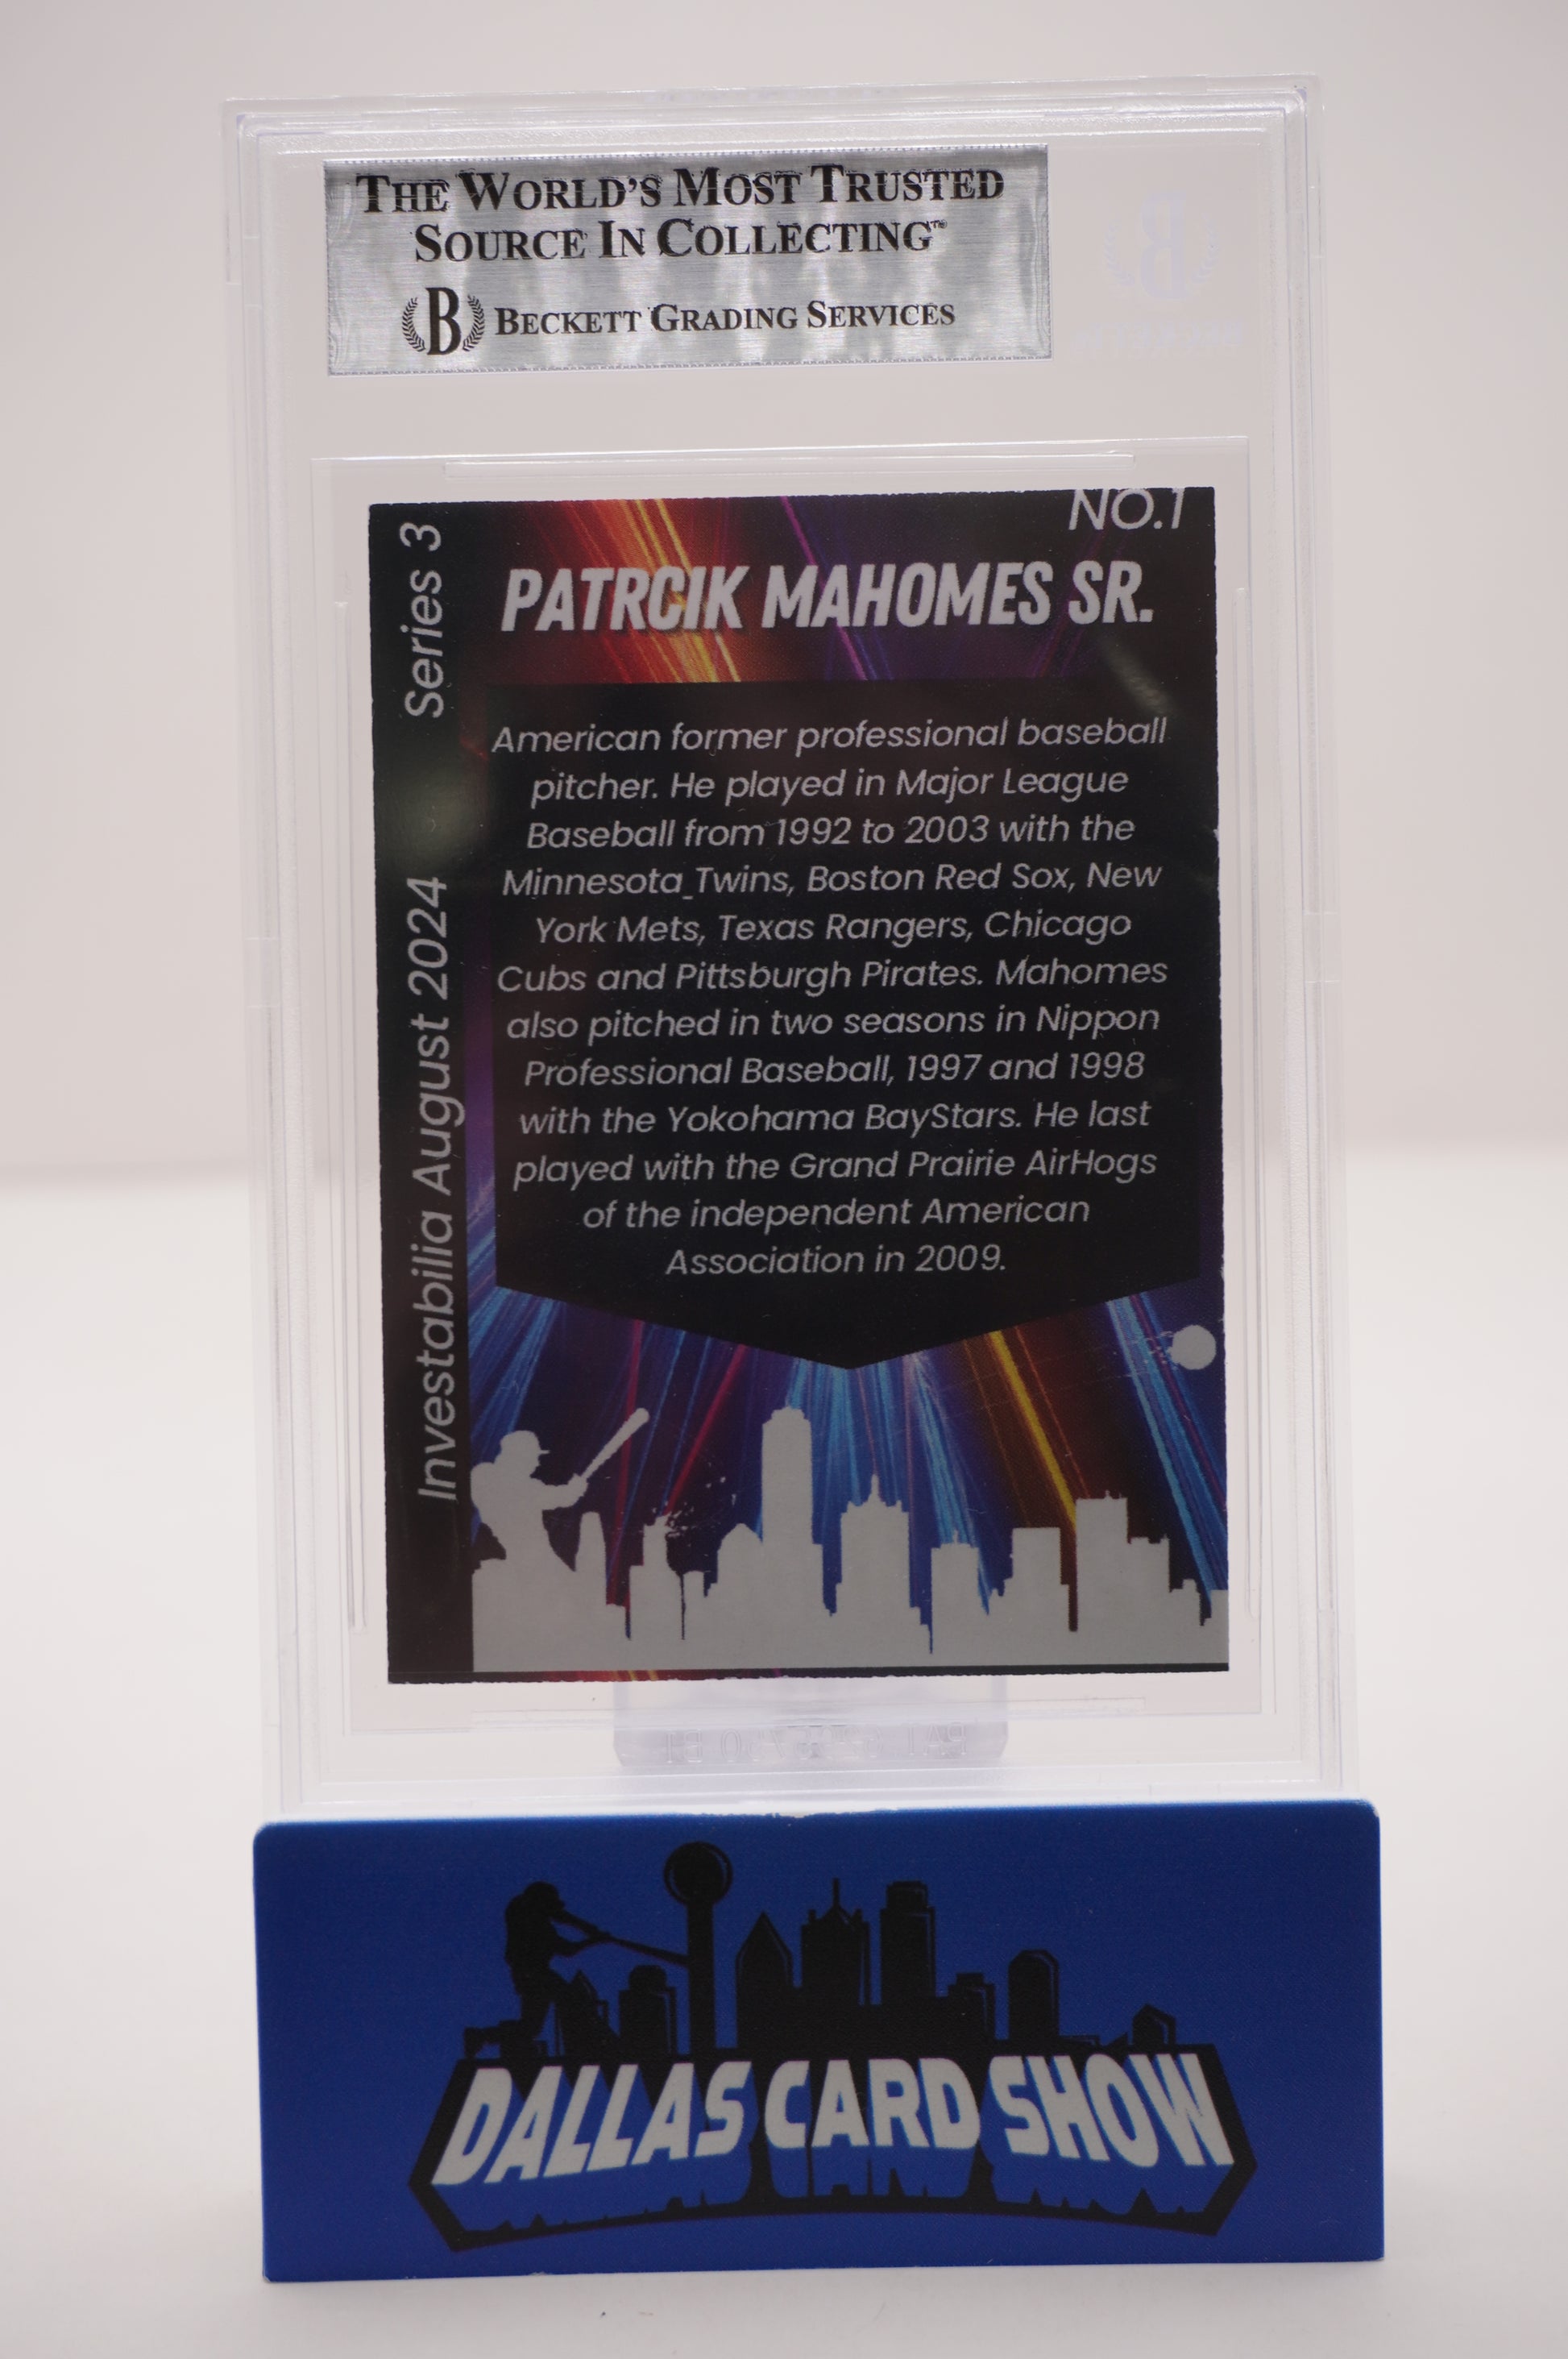 THE WORLD'S MOST TRUSTED
SOURCE IN COLLECTING™
B BECKETT GRADING SERVICES
NO.1
Series 3
Investabilia August 2024
PATRCIK MAHOMES SR.
American former professional baseball
pitcher. He played in Major League
Baseball from 1992 to 2003 with the
Minnesota_Twins, Boston Red Sox, New
York Mets, Texas Rangers, Chicago
Cubs and Pittsburgh Pirates. Mahomes
also pitched in two seasons in Nippon
Professional Baseball, 1997 and 1998
with the Yokohama BayStars. He last
played with the Grand Prairie AirHogs
of the independent American
Association in 2009.
DALLAS CARD SHOW